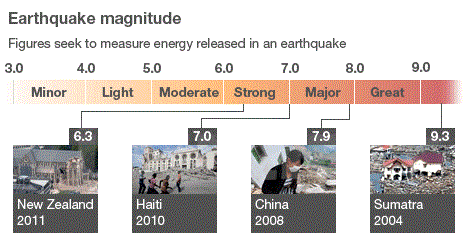 Earthquake magnitude
Figures seek to measure energy released in an earthquake
3.0 4.0 5.0 6.0 7.0 8.0 9.0
Minor Light Moderate Strong Major Great
6.3 7.0 7.9 9.3
New Zealand
2011
Haiti
2010
China
2008
Sumatra
2004